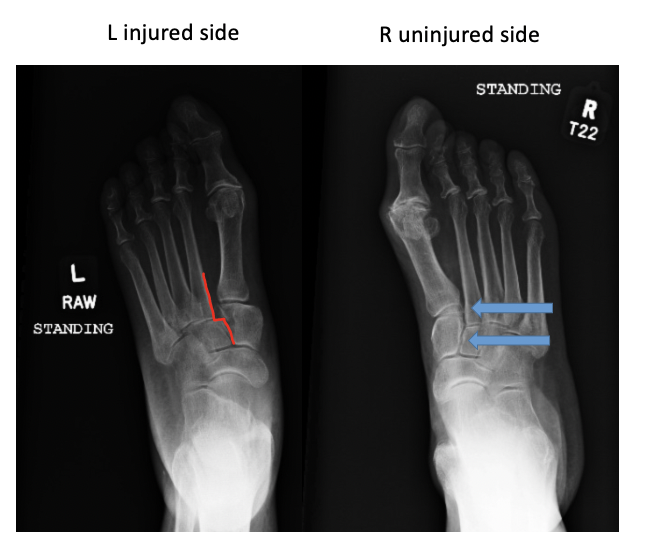 L injured side
R uninjured side
STANDING
R
T22
L
RAW
STANDING